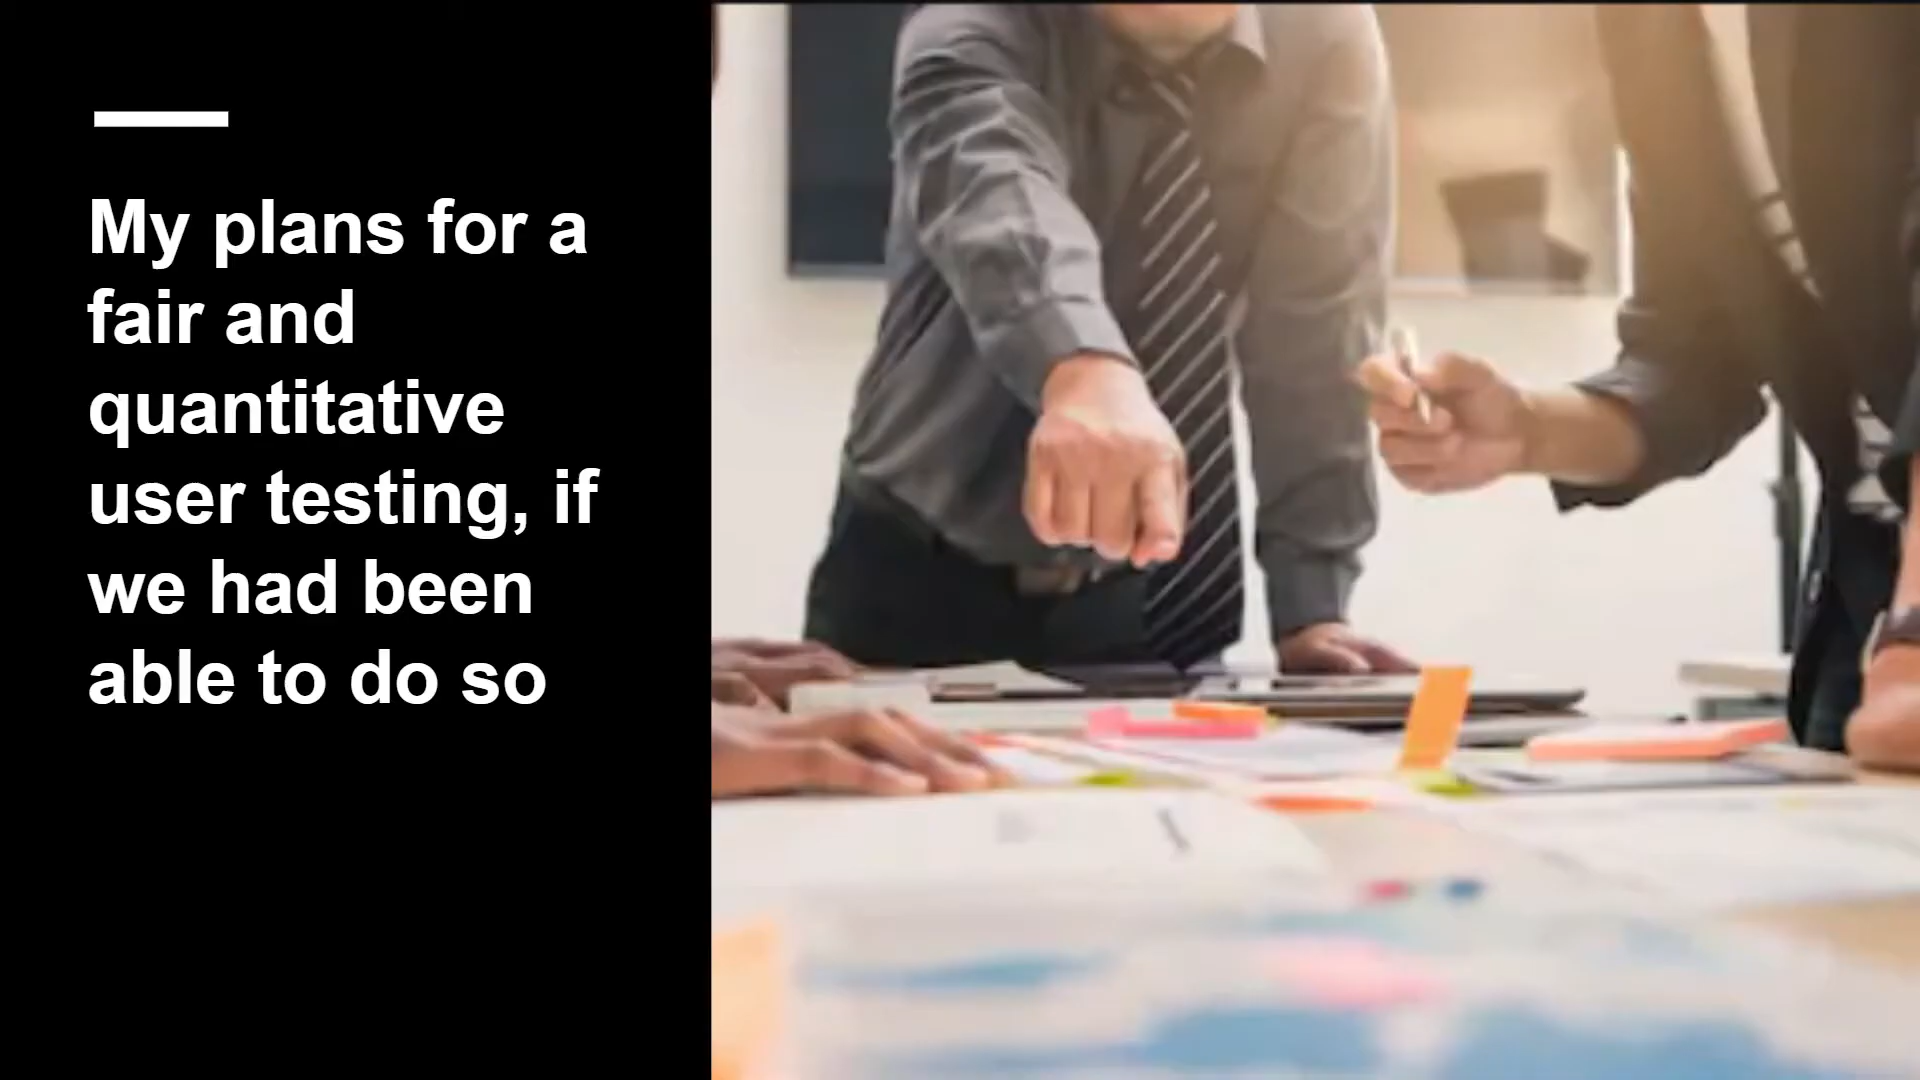 My plans for a
fair and
quantitative
user testing, if
we had been
able to do so